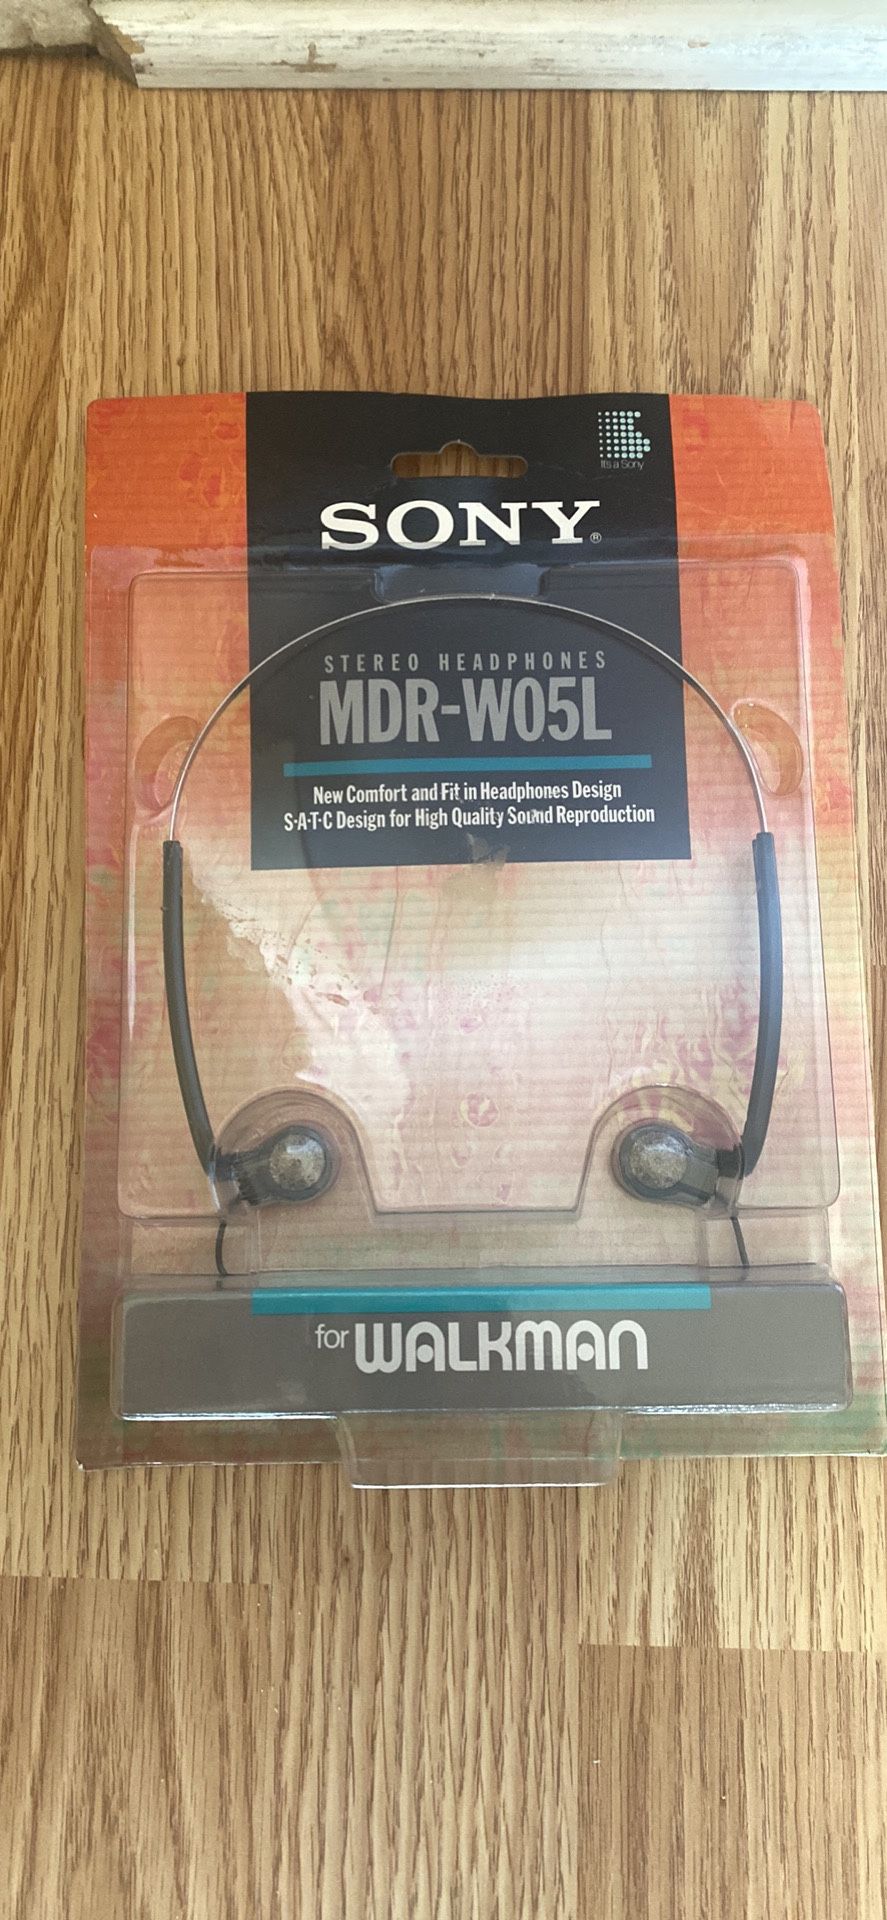 It's a Sony
SONY®
STEREO HEADPHONES
MDR-W05L
New Comfort and Fit in Headphones Design
S·A·T·C Design for High Quality Sound Reproduction
for WALKMAN